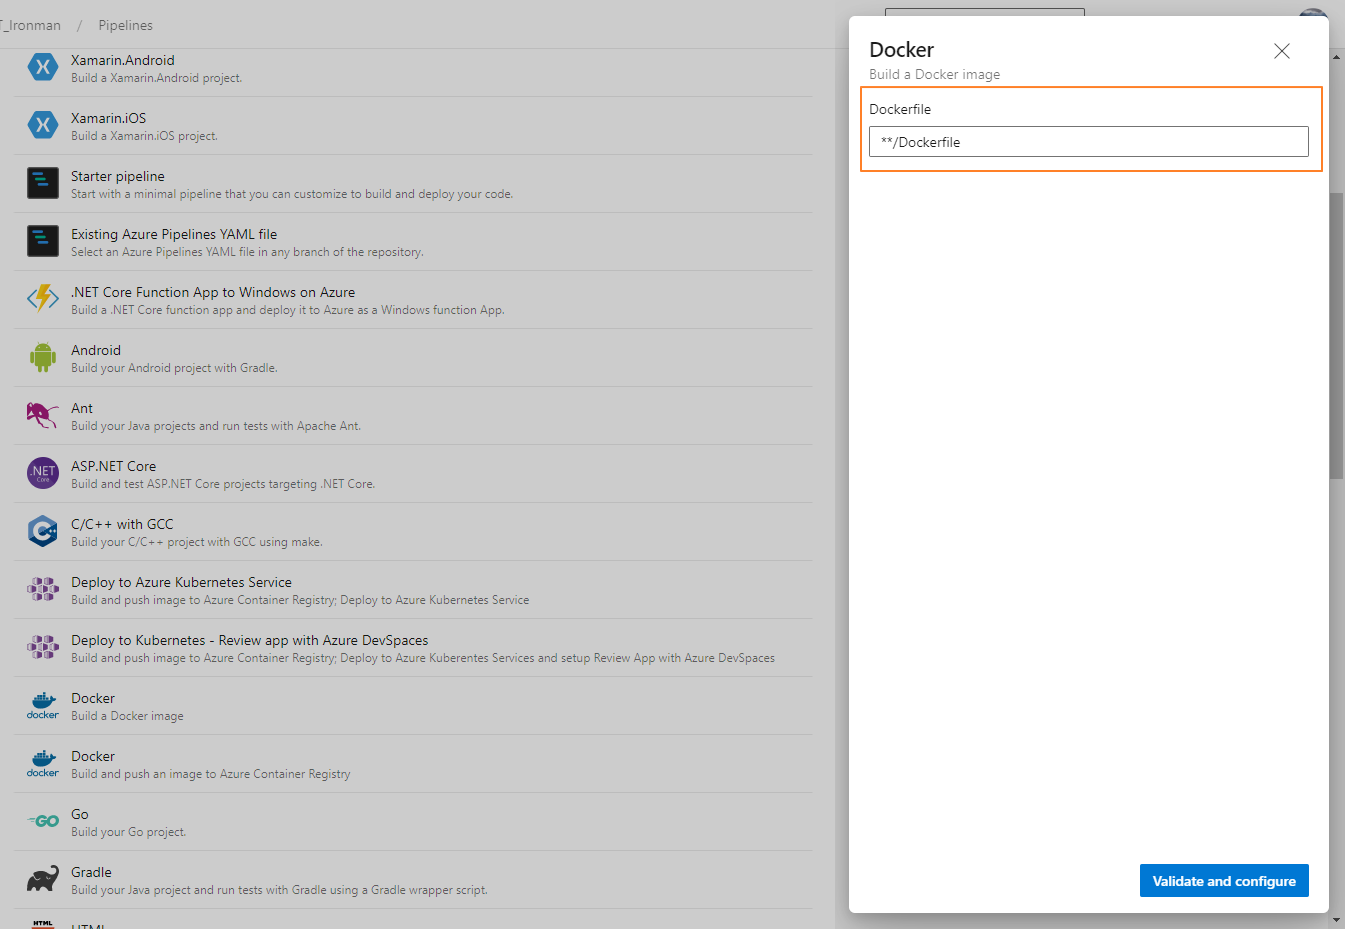 T_Ironman / Pipelines
Xamarin.Android
Build a Xamarin.Android project.
Xamarin.iOS
Build a Xamarin.iOS project.
Starter pipeline
Start with a minimal pipeline that you can customize to build and deploy your code.
Existing Azure Pipelines YAML file
Select an Azure Pipelines YAML file in any branch of the repository.
.NET Core Function App to Windows on Azure
Build a .NET Core function app and deploy it to Azure as a Windows function App.
Android
Build your Android project with Gradle.
Ant
Build your Java projects and run tests with Apache Ant.
.NET
Core
ASP.NET Core
Build and test ASP.NET Core projects targeting .NET Core.
C/C++ with GCC
Build your C/C++ project with GCC using make.
Deploy to Azure Kubernetes Service
Build and push image to Azure Container Registry; Deploy to Azure Kubernetes Service
Deploy to Kubernetes - Review app with Azure DevSpaces
Build and push image to Azure Container Registry; Deploy to Azure Kuberentes Services and setup Review App with Azure DevSpaces
docker
Docker
Build a Docker image
docker
Docker
Build and push an image to Azure Container Registry
GO
Go
Build your Go project.
Gradle
Build your Java project and run tests with Gradle using a Gradle wrapper script.
HTML
HTML
Docker
Build a Docker image
Dockerfile
**/Dockerfile
Validate and configure